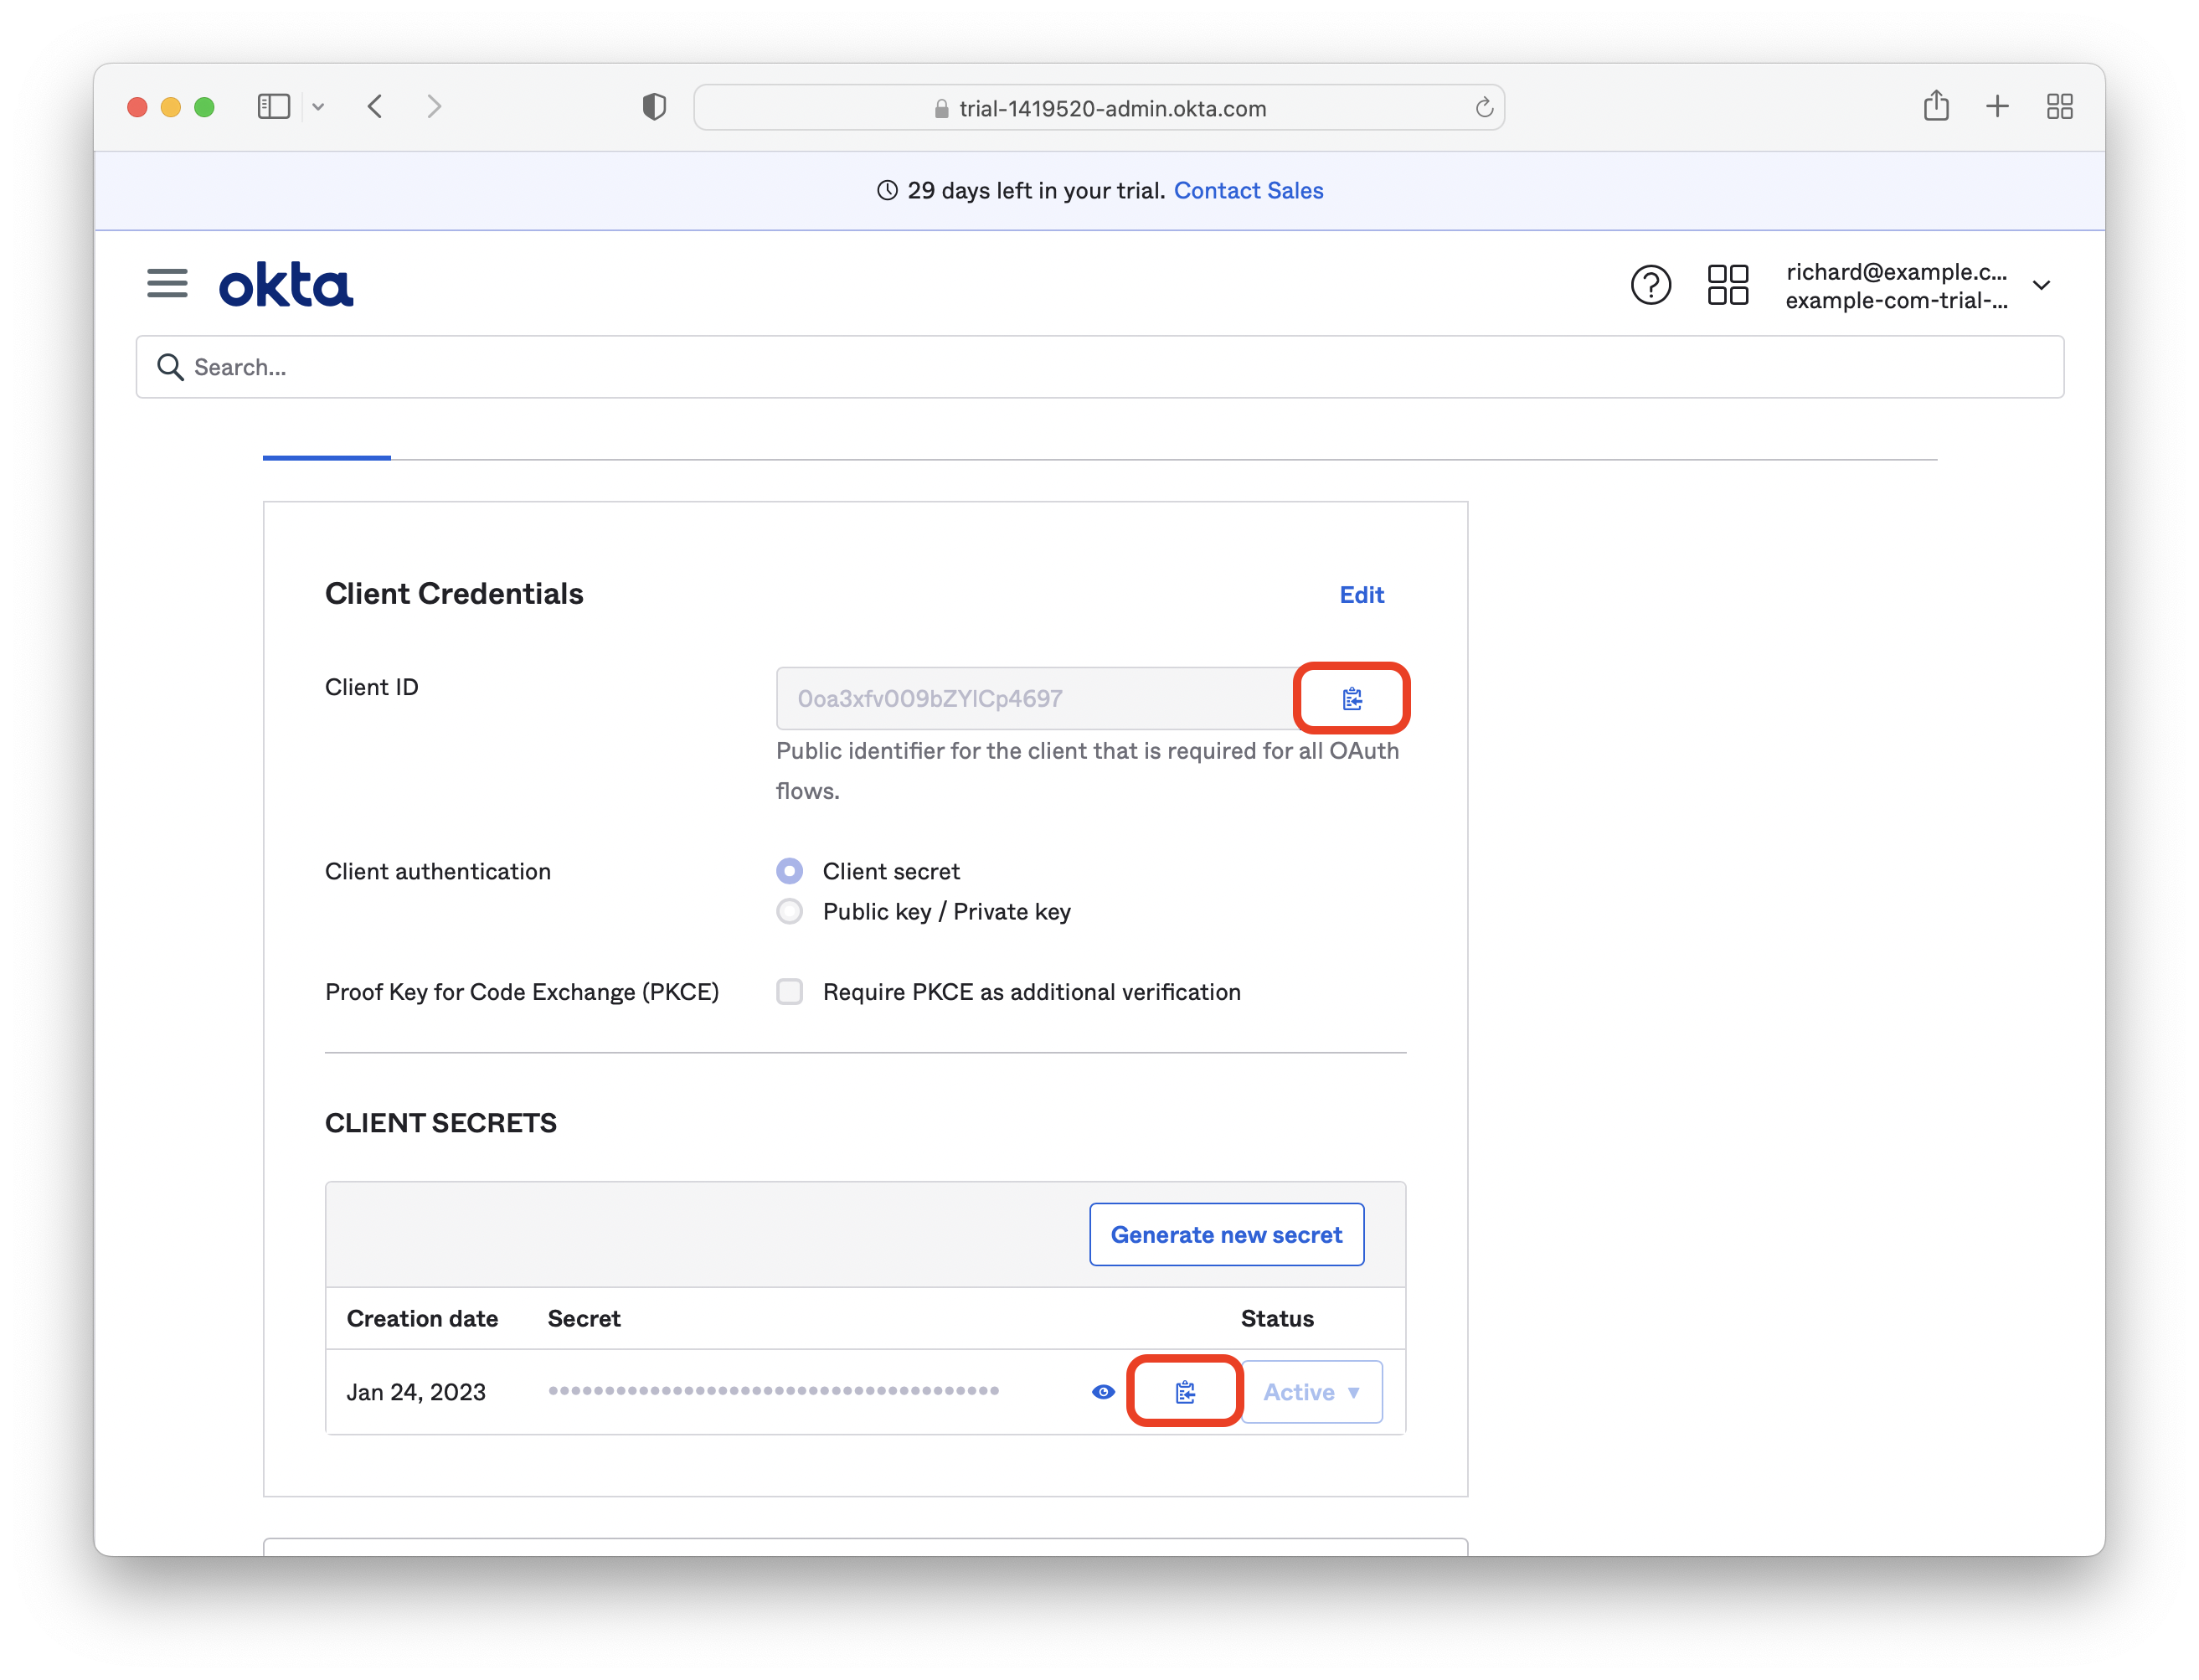 trial-1419520-admin.okta.com
29 days left in your trial. Contact Sales
okta
richard@example.c...
example-com-trial-...
Search...
Client Credentials
Edit
Client ID
0oa3xfv009bZYlCp4697
Public identifier for the client that is required for all OAuth
flows.
Client authentication
Client secret
Public key / Private key
Proof Key for Code Exchange (PKCE)
Require PKCE as additional verification
CLIENT SECRETS
Generate new secret
Creation date Secret Status
Jan 24, 2023 •••••••••••••••••••••••••••••••••••••••• Active ▼